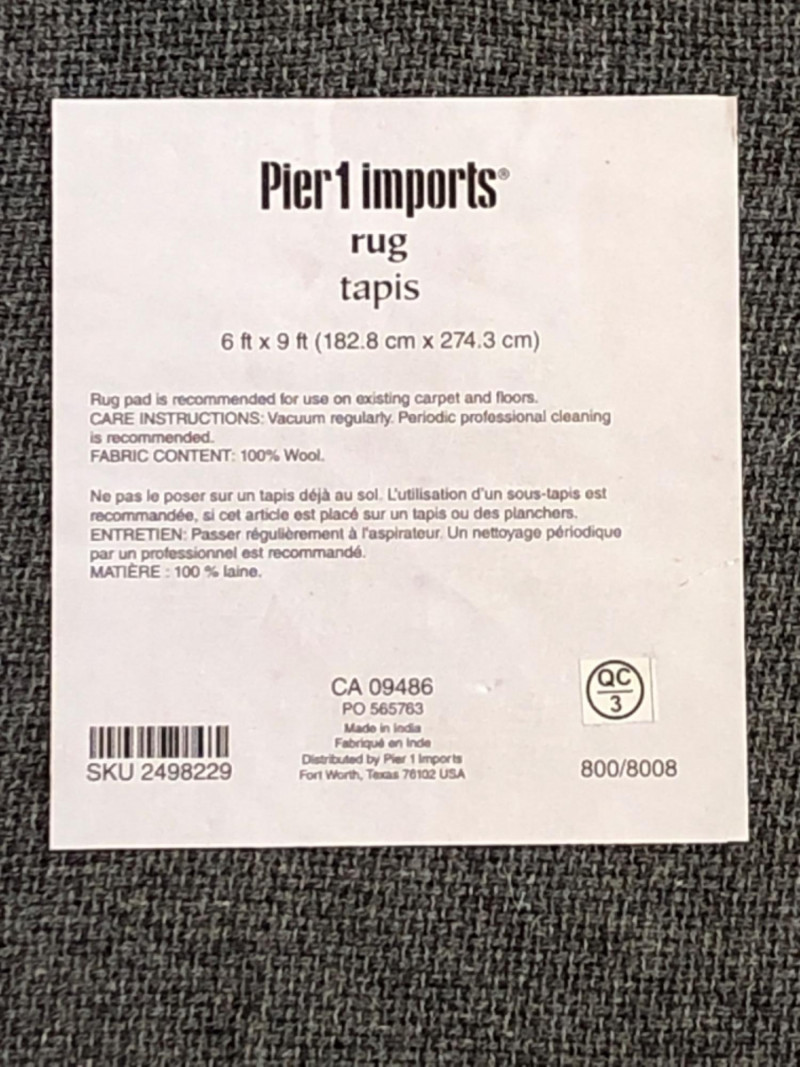 Pier1 imports®
rug
tapis
6 ft x 9 ft (182.8 cm x 274.3 cm)
Rug pad is recommended for use on existing carpet and floors.
CARE INSTRUCTIONS: Vacuum regularly. Periodic professional cleaning
is recommended.
FABRIC CONTENT: 100% Wool.
Ne pas le poser sur un tapis déjà au sol. L'utilisation d'un sous-tapis est
recommandée, si cet article est placé sur un tapis ou des planchers.
ENTRETIEN: Passer régulièrement à l'aspirateur. Un nettoyage périodique
par un professionnel est recommandé.
MATIÈRE : 100 % laine.
CA 09486
PO 565763
Made in India
Fabriqué en Inde
Distributed by Pier 1 Imports
Fort Worth, Texas 76102 USA
SKU 2498229
QC
3
800/8008